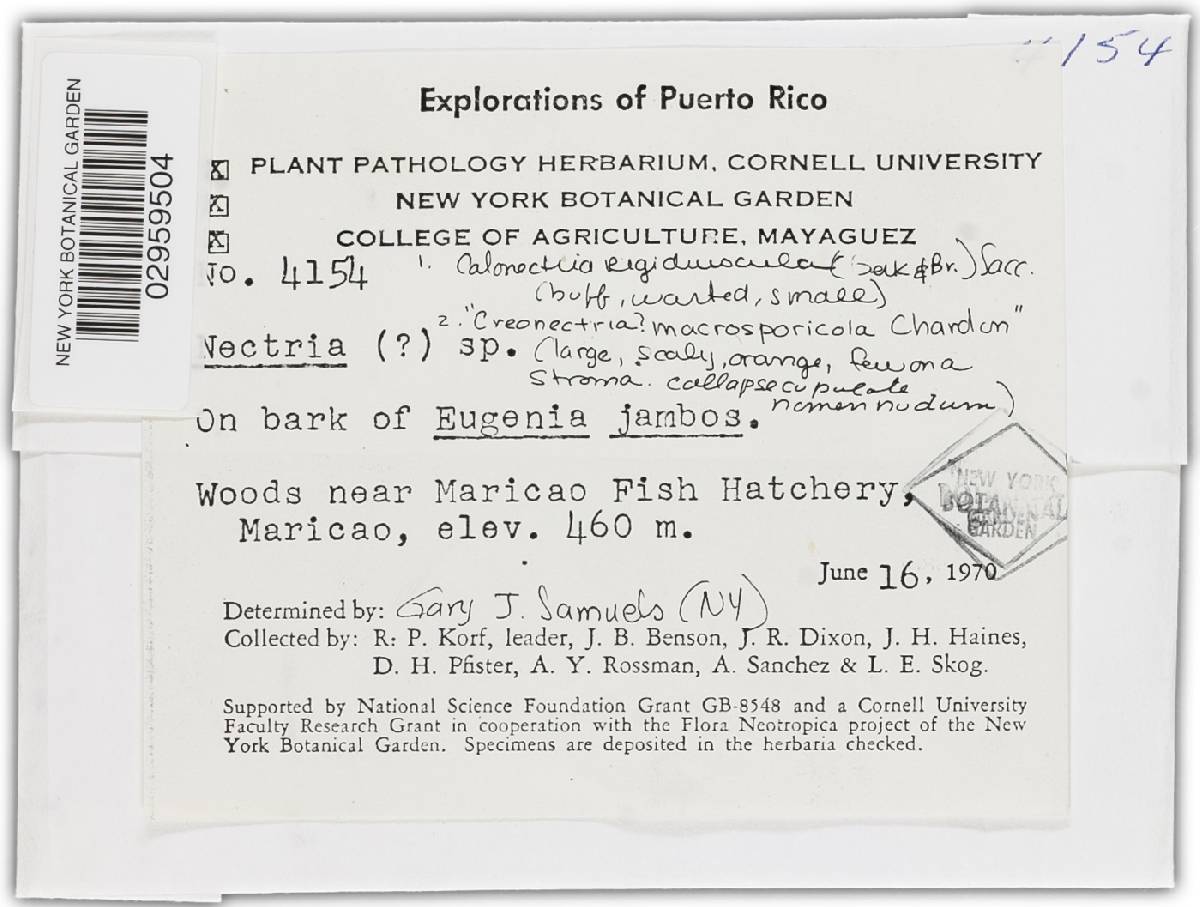 154
Explorations of Puerto Rico
NEW YORK BOTANICAL GARDEN
02959504
PLANT PATHOLOGY HERBARIUM, CORNELL UNIVERSITY
NEW YORK BOTANICAL GARDEN
COLLEGE OF AGRICULTURE, MAYAGUEZ
No. 4154
1. Calonectria rigidiuscula (Berk & Br.) Sacc.
(buff, warted, small)
2. "Creonectria? macrosporicola Chardon"
Nectria (?) sp. (large, scaly, orange, few on a
stroma. collapse cupulate
nomen nudum)
On bark of Eugenia jambos.
Woods near Maricao Fish Hatchery,
Maricao, elev. 460 m.
NEW YORK
BOTANICAL
GARDEN
June 16, 1970
Determined by: Gary J. Samuels (NY)
Collected by: R. P. Korf, leader, J. B. Benson, J. R. Dixon, J. H. Haines,
D. H. Pfister, A. Y. Rossman, A. Sanchez & L. E. Skog.
Supported by National Science Foundation Grant GB-8548 and a Cornell University
Faculty Research Grant in cooperation with the Flora Neotropica project of the New
York Botanical Garden. Specimens are deposited in the herbaria checked.